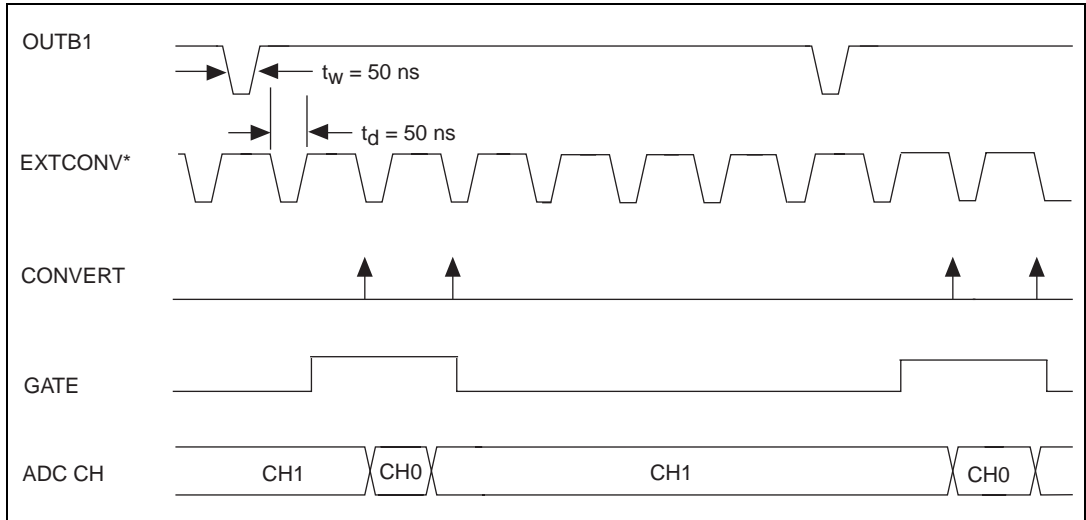 OUTB1
tw = 50 ns
td = 50 ns
EXTCONV*
CONVERT
GATE
ADC CH
CH1
CH0
CH1
CH0